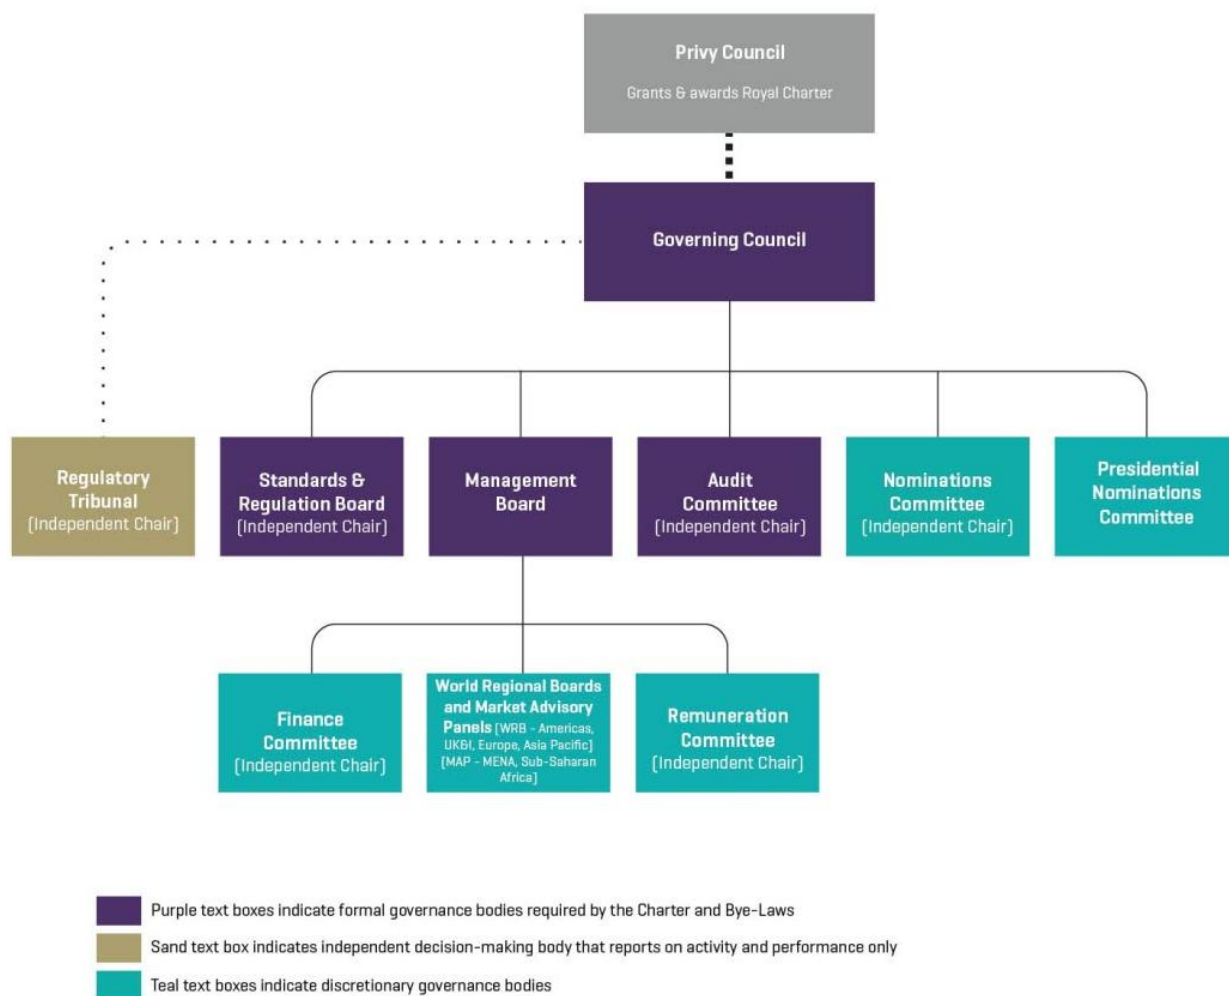 Privy Council
Grants & awards Royal Charter
Governing Council
Regulatory
Tribunal
(Independent Chair)
Standards &
Regulation Board
(Independent Chair)
Management
Board
Audit
Committee
(Independent Chair)
Nominations
Committee
(Independent Chair)
Presidential
Nominations
Committee
Finance
Committee
(Independent Chair)
World Regional Boards
and Market Advisory
Panels [WRB - Americas,
UK&I, Europe, Asia Pacific]
[MAP - MENA, Sub-Saharan
Africa]
Remuneration
Committee
(Independent Chair)
Purple text boxes indicate formal governance bodies required by the Charter and Bye-Laws
Sand text box indicates independent decision-making body that reports on activity and performance only
Teal text boxes indicate discretionary governance bodies